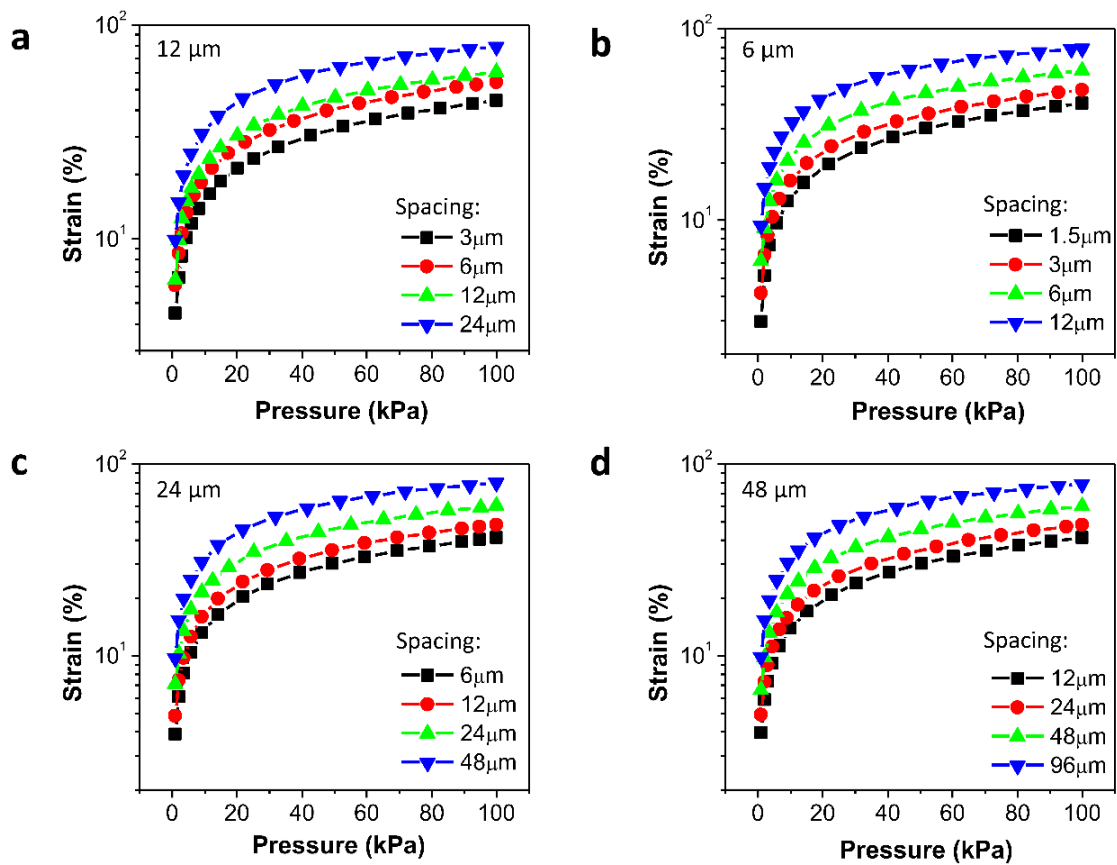 a
12 μm
10²
10¹
Strain (%)
Spacing:
3μm
6μm
12μm
24μm
0 20 40 60 80 100
Pressure (kPa)
b
6 μm
10²
10¹
Strain (%)
Spacing:
1.5μm
3μm
6μm
12μm
0 20 40 60 80 100
Pressure (kPa)
c
24 μm
10²
10¹
Strain (%)
Spacing:
6μm
12μm
24μm
48μm
0 20 40 60 80 100
Pressure (kPa)
d
48 μm
10²
10¹
Strain (%)
Spacing:
12μm
24μm
48μm
96μm
0 20 40 60 80 100
Pressure (kPa)